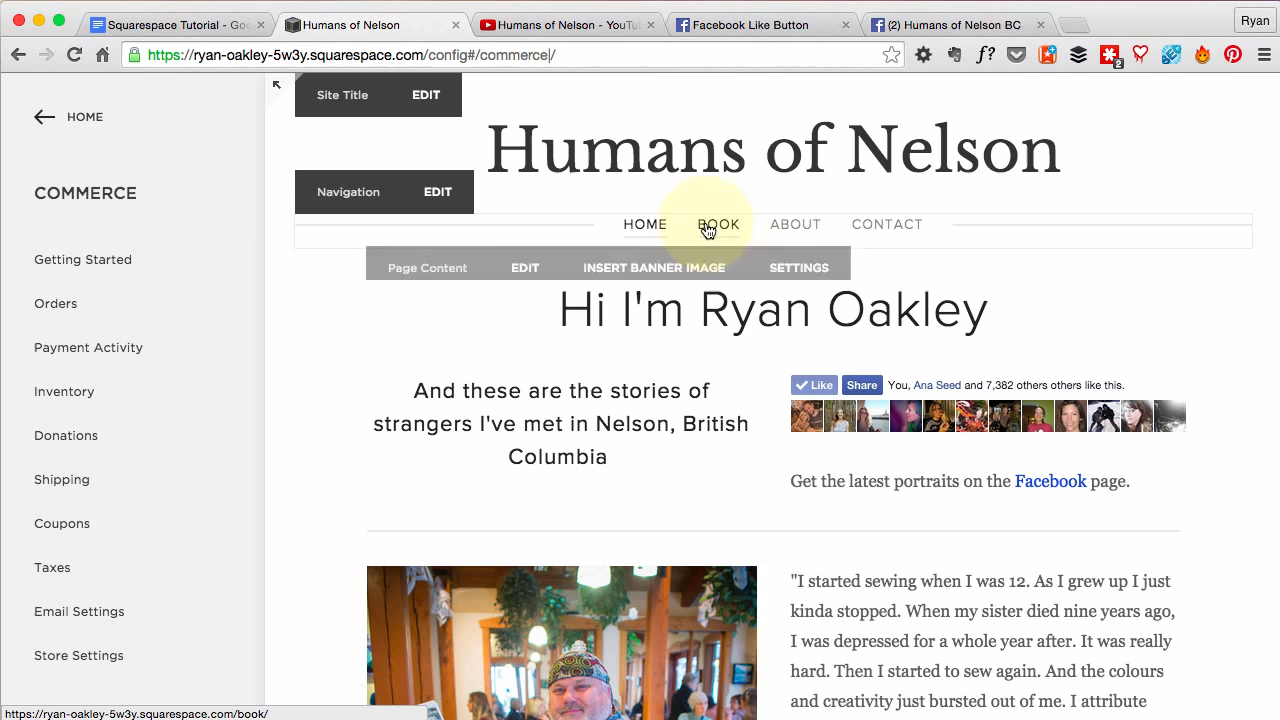 Squarespace Tutorial - Goo
Humans of Nelson
Humans of Nelson - YouTu
Facebook Like Button
(2) Humans of Nelson BC
Ryan
https://ryan-oakley-5w3y.squarespace.com/config#/commerce/
2
HOME
COMMERCE
Getting Started
Orders
Payment Activity
Inventory
Donations
Shipping
Coupons
Taxes
Email Settings
Store Settings
Site Title EDIT
Humans of Nelson
Navigation EDIT
HOME BOOK ABOUT CONTACT
Page Content EDIT INSERT BANNER IMAGE SETTINGS
Hi I'm Ryan Oakley
And these are the stories of
strangers I've met in Nelson, British
Columbia
Like Share You, Ana Seed and 7,382 others others like this.
Get the latest portraits on the Facebook page.
"I started sewing when I was 12. As I grew up I just
kinda stopped. When my sister died nine years ago,
I was depressed for a whole year after. It was really
hard. Then I started to sew again. And the colours
and creativity just bursted out of me. I attribute
https://ryan-oakley-5w3y.squarespace.com/book/